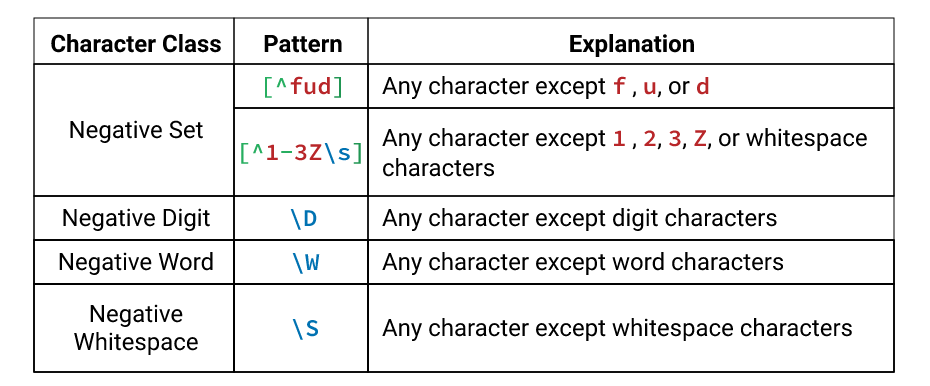 Character Class Pattern Explanation
Negative Set
[^fud] Any character except f , u, or d
[^1-3Z\s] Any character except 1 , 2, 3, Z, or whitespace
characters
Negative Digit \D Any character except digit characters
Negative Word \W Any character except word characters
Negative
Whitespace
\S Any character except whitespace characters